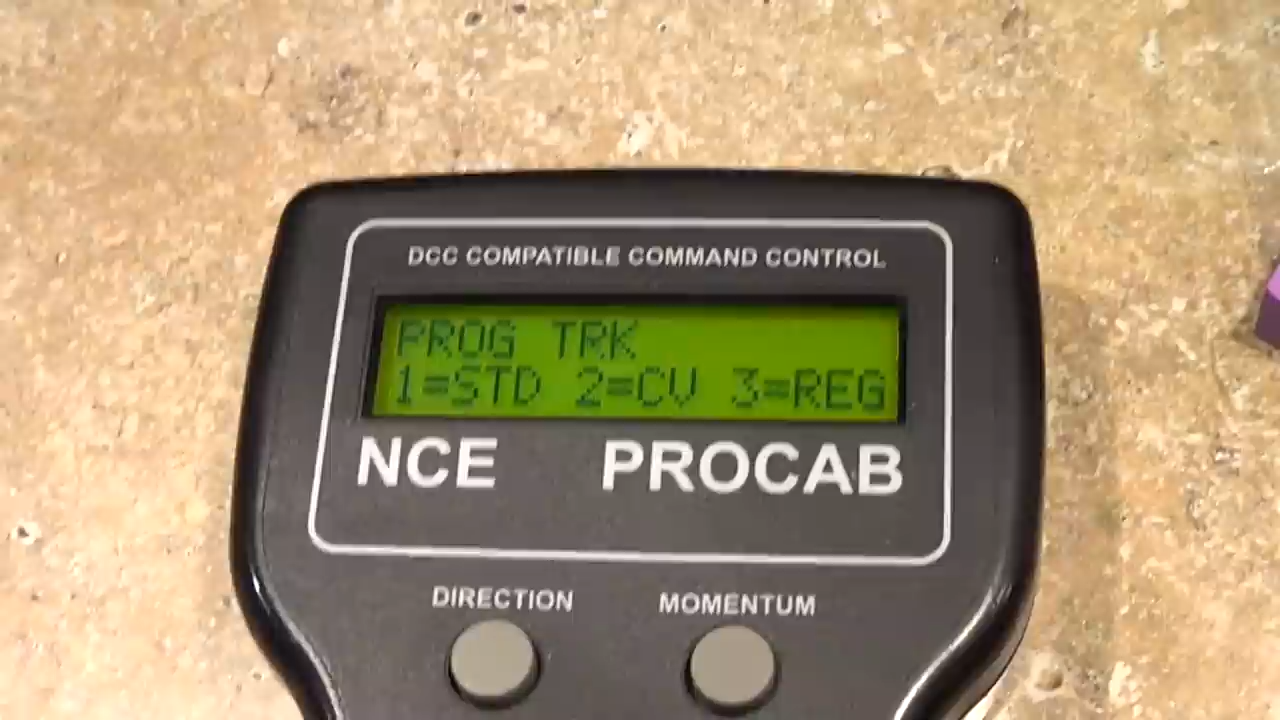 DCC COMPATIBLE COMMAND CONTROL
PROG TRK
1=STD 2=CV 3=REG
NCE PROCAB
DIRECTION MOMENTUM